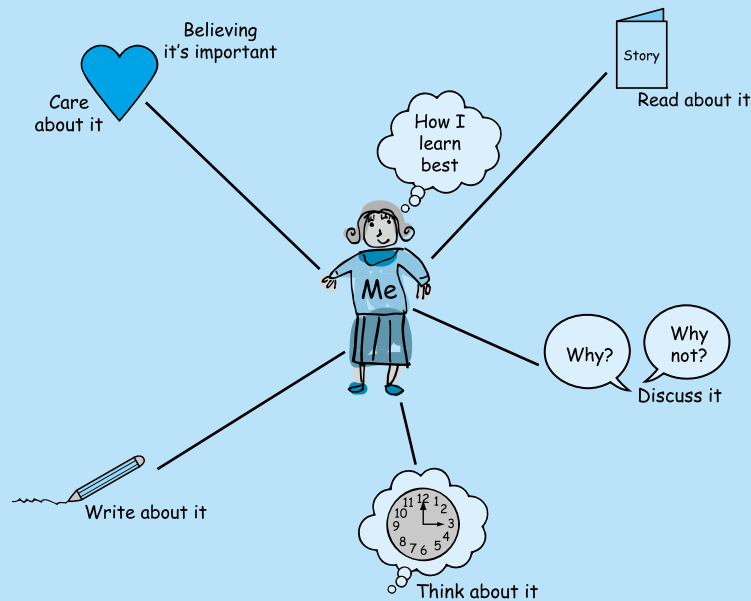 Believing
it's important
Care
about it
Story
Read about it
How I
learn
best
Me
Why?
Why
not?
Discuss it
Write about it
12
1
2
3
4
5
6
7
8
9
10
11
Think about it